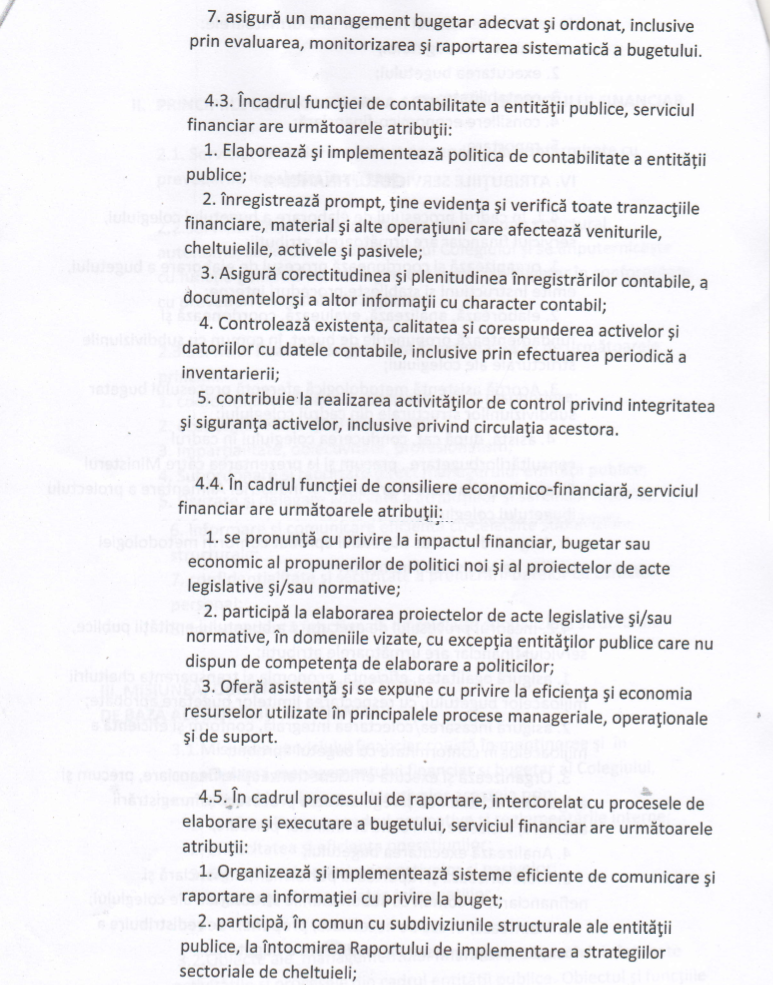 7. asigură un management bugetar adecvat şi ordonat, inclusive
prin evaluarea, monitorizarea şi raportarea sistematică a bugetului.
4.3. Încadrul funcţiei de contabilitate a entităţii publice, serviciul
financiar are următoarele atribuţii:
1. Elaborează şi implementează politica de contabilitate a entităţii
publice;
2. înregistrează prompt, ţine evidenţa şi verifică toate tranzacţiile
financiare, material şi alte operaţiuni care afectează veniturile,
cheltuielile, activele şi pasivele;
3. Asigură corectitudinea şi plenitudinea înregistrărilor contabile, a
documentelorşi a altor informaţii cu character contabil;
4. Controlează existenţa, calitatea şi corespunderea activelor şi
datoriilor cu datele contabile, inclusive prin efectuarea periodică a
inventarierii;
5. contribuie la realizarea activităţilor de control privind integritatea
şi siguranţa activelor, inclusive privind circulaţia acestora.
4.4. În cadrul funcţiei de consiliere economico-financiară, serviciul
financiar are următoarele atribuţii:
1. se pronunţă cu privire la impactul financiar, bugetar sau
economic al propunerilor de politici noi şi al proiectelor de acte
legislative şi/sau normative;
2. participă la elaborarea proiectelor de acte legislative şi/sau
normative, în domeniile vizate, cu excepţia entităţilor publice care nu
dispun de competenţa de elaborare a politicilor;
3. Oferă asistenţă şi se expune cu privire la eficienţa şi economia
resurselor utilizate în principalele procese manageriale, operaţionale
şi de suport.
4.5. În cadrul procesului de raportare, intercorelat cu procesele de
elaborare şi executare a bugetului, serviciul financiar are următoarele
atribuţii:
1. Organizează şi implementează sisteme eficiente de comunicare şi
raportare a informaţiei cu privire la buget;
2. participă, în comun cu subdiviziunile structurale ale entităţii
publice, la întocmirea Raportului de implementare a strategiilor
sectoriale de cheltuieli;